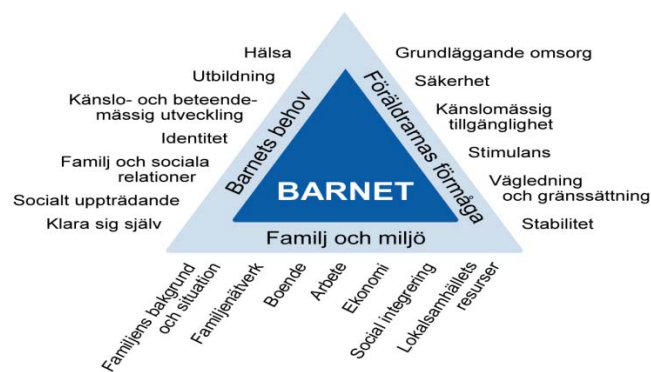 Hälsa
Utbildning
Känslo- och beteende-
mässig utveckling
Identitet
Familj och sociala
relationer
Socialt uppträdande
Klara sig själv
Barnets behov
BARNET
Föräldrarnas förmåga
Grundläggande omsorg
Säkerhet
Känslomässig
tillgänglighet
Stimulans
Vägledning
och gränssättning
Stabilitet
Familj och miljö
Familjens bakgrund
och situation
Familjenätverk
Boende
Arbete
Ekonomi
Social integrering
Lokalsamhällets
resurser